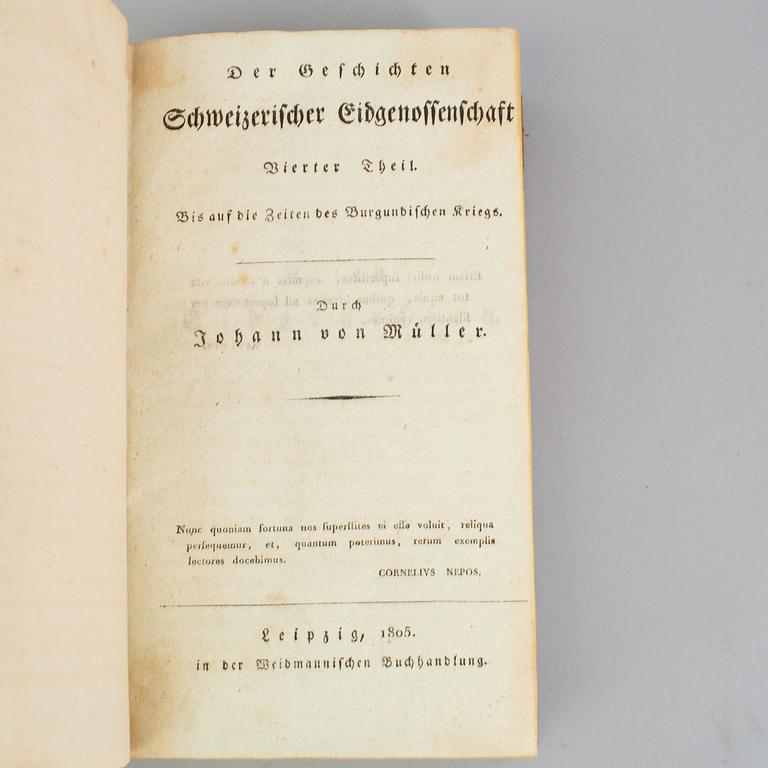 Der Geschichten
Schweizerischer Eidgenossenschaft
Vierter Theil.
Bis auf die Zeiten des Burgundischen Kriegs.
Durch
Johann von Müller.
Nunc quoniam fortuna nos superstites ei esse voluit, reliqua
persequemur, et, quantum poterimus, rerum exemplis
lectores docebimus.
CORNELIVS NEPOS.
Leipzig, 1805.
in der Weidmannischen Buchhandlung.